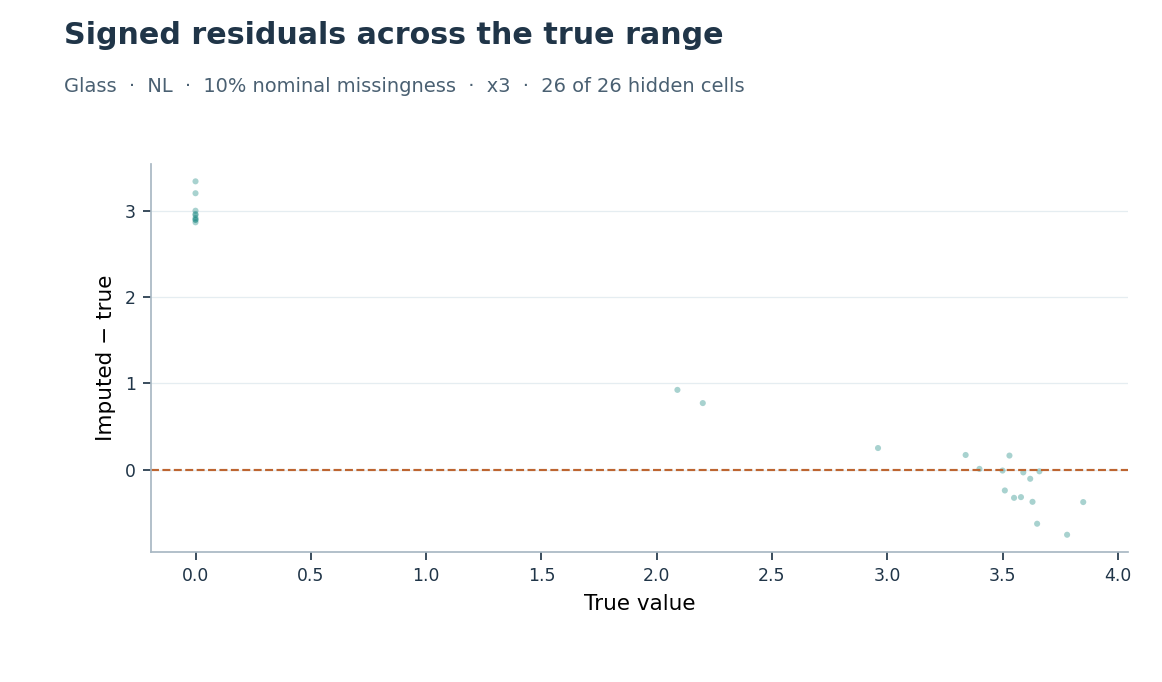 Signed residuals across the true range
Glass · NL · 10% nominal missingness · x3 · 26 of 26 hidden cells
Imputed − true
3
2
1
0
0.0 0.5 1.0 1.5 2.0 2.5 3.0 3.5 4.0
True value